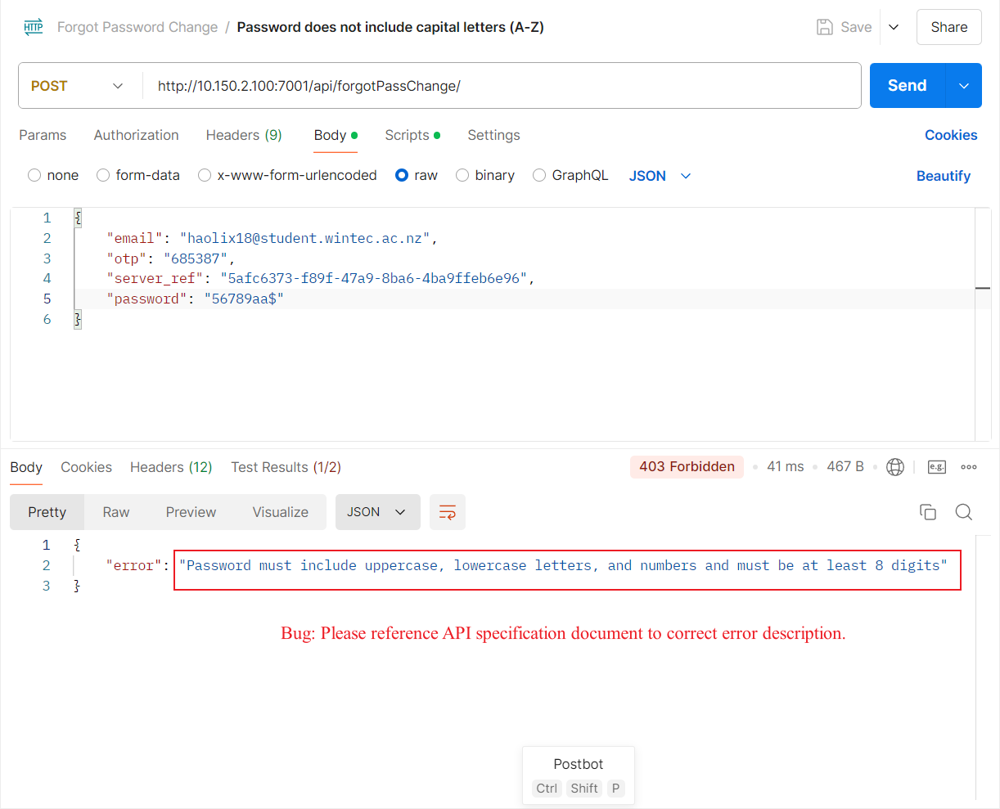 HTTP Forgot Password Change / Password does not include capital letters (A-Z) Save Share
POST http://10.150.2.100:7001/api/forgotPassChange/ Send
Params Authorization Headers (9) Body Scripts Settings Cookies
none form-data x-www-form-urlencoded raw binary GraphQL JSON Beautify
1 {
2 "email": "haolix18@student.wintec.ac.nz",
3 "otp": "685387",
4 "server_ref": "5afc6373-f89f-47a9-8ba6-4ba9ffeb6e96",
5 "password": "56789aa$"
6 }
Body Cookies Headers (12) Test Results (1/2) 403 Forbidden 41 ms 467 B e.g.
Pretty Raw Preview Visualize JSON
1 {
2 "error": "Password must include uppercase, lowercase letters, and numbers and must be at least 8 digits"
3 }
Bug: Please reference API specification document to correct error description.
Postbot
Ctrl Shift P